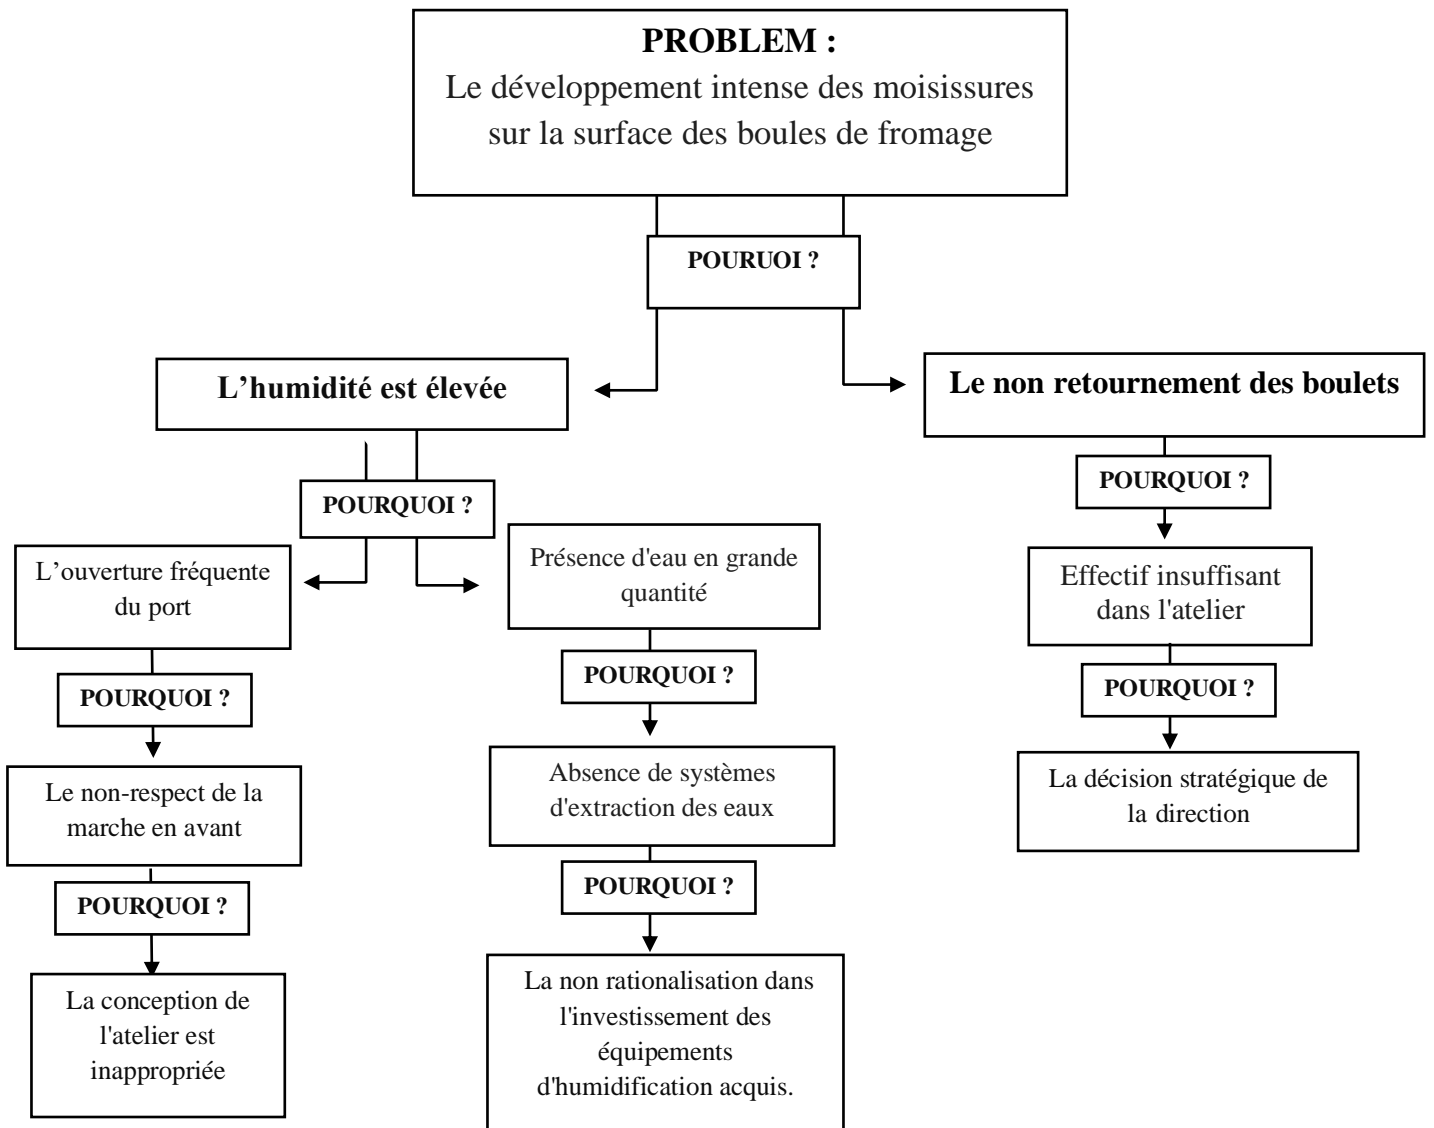 PROBLEM :
Le développement intense des moisissures
sur la surface des boules de fromage
POURUOI ?
L’humidité est élevée
Le non retournement des boulets
POURQUOI ?
POURQUOI ?
L’ouverture fréquente
du port
Présence d'eau en grande
quantité
Effectif insuffisant
dans l'atelier
POURQUOI ?
POURQUOI ?
POURQUOI ?
Le non-respect de la
marche en avant
Absence de systèmes
d'extraction des eaux
La décision stratégique de
la direction
POURQUOI ?
POURQUOI ?
La conception de
l'atelier est
inappropriée
La non rationalisation dans
l'investissement des
équipements
d'humidification acquis.